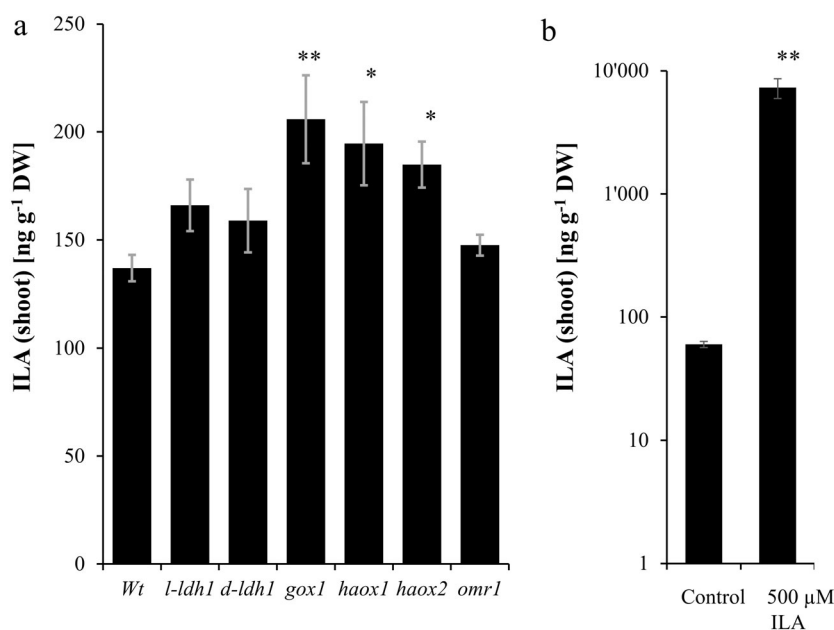 a
ILA (shoot) [ng g-1 DW]
250
200
150
100
50
0
**
*
*
Wt l-ldh1 d-ldh1 gox1 haox1 haox2 omr1
b
ILA (shoot) [ng g-1 DW]
10'000
1'000
100
10
1
**
Control 500 µM
ILA